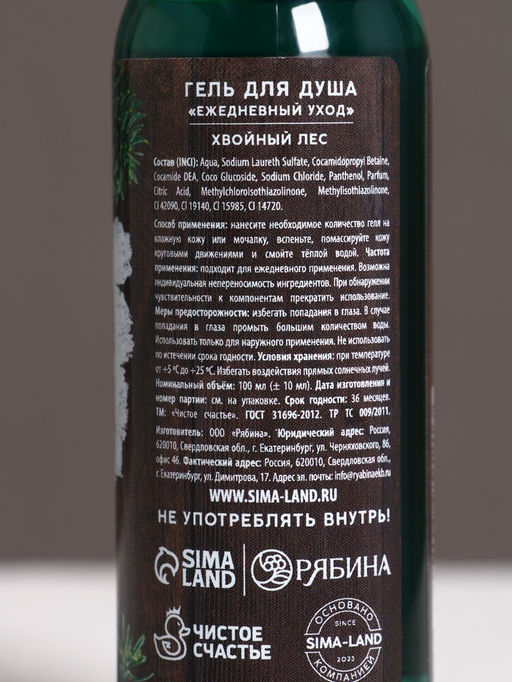 ГЕЛЬ ДЛЯ ДУША
«ЕЖЕДНЕВНЫЙ УХОД»
ХВОЙНЫЙ ЛЕС
Состав (INCI): Aqua, Sodium Laureth Sulfate, Cocamidopropyl Betaine,
Cocamide DEA, Coco Glucoside, Sodium Chloride, Panthenol, Parfum,
Citric Acid, Methylchloroisothiazolinone, Methylisothiazolinone,
CI 42090, CI 19140, CI 15985, CI 14720.
Способ применения: нанесите необходимое количество геля на
влажную кожу или мочалку, вспеньте, помассируйте кожу
круговыми движениями и смойте тёплой водой. Частота
применения: подходит для ежедневного применения. Возможна
индивидуальная непереносимость ингредиентов. При обнаружении
чувствительности к компонентам прекратить использование.
Меры предосторожности: избегать попадания в глаза. В случае
попадания в глаза промыть большим количеством воды.
Использовать только для наружного применения. Не использовать
по истечении срока годности. Условия хранения: при температуре
от +5 °C до +25 °C. Избегать воздействия прямых солнечных лучей.
Номинальный объём: 100 мл (± 10 мл). Дата изготовления и
номер партии: см. на упаковке. Срок годности: 36 месяцев.
ТМ: «Чистое счастье». ГОСТ 31696-2012. ТР ТС 009/2011.
Изготовитель: ООО «Рябина». Юридический адрес: Россия,
620010, Свердловская обл., г. Екатеринбург, ул. Черняховского, 86,
офис 46. Фактический адрес: Россия, 620010, Свердловская обл.,
г. Екатеринбург, ул. Димитрова, 17. Адрес эл. почты: info@ryabinaekb.ru
WWW.SIMA-LAND.RU
НЕ УПОТРЕБЛЯТЬ ВНУТРЬ!
SIMA
LAND
РЯБИНА
ЧИСТОЕ
СЧАСТЬЕ
ОСНОВАНО
SINCE
SIMA-LAND
2023
КОМПАНИЕЙ